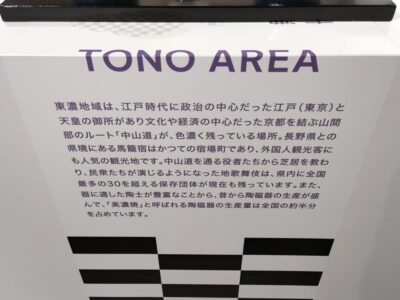 TONO AREA
東濃地域は、江戸時代に政治の中心だった江戸(東京)と
天皇の御所があり文化や経済の中心だった京都を結ぶ山間
部のルート「中山道」が、色濃く残っている場所。長野県との
県境にある馬籠宿はかつての宿場町であり、外国人観光客に
も人気の観光地です。中山道を通る役者たちから芝居を教わ
り、民衆たちが演じるようになった地歌舞伎は、県内に全国
最多の30を超える保存団体が現在も残っています。また、
器に適した陶土が豊富なことから、昔から陶磁器の生産が盛
んで、「美濃焼」と呼ばれる陶磁器の生産量は全国の約半分
を占めています。